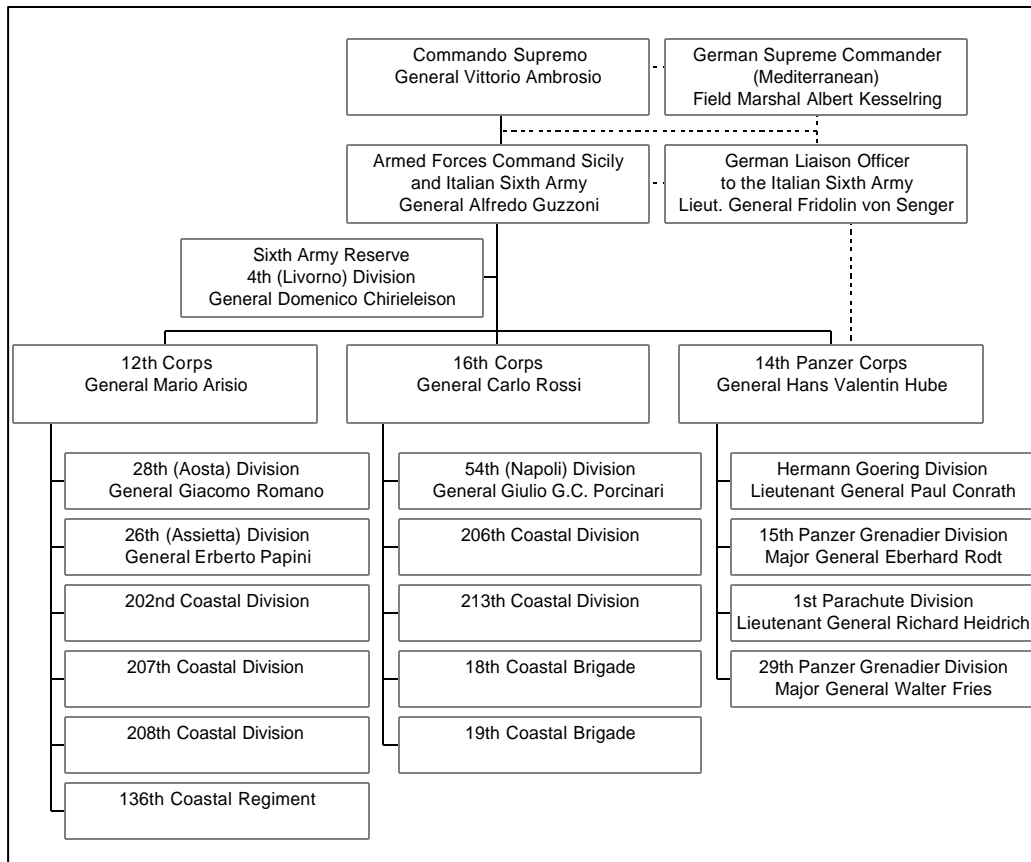 Commando Supremo
General Vittorio Ambrosio
German Supreme Commander
(Mediterranean)
Field Marshal Albert Kesselring
Armed Forces Command Sicily
and Italian Sixth Army
General Alfredo Guzzoni
German Liaison Officer
to the Italian Sixth Army
Lieut. General Fridolin von Senger
Sixth Army Reserve
4th (Livorno) Division
General Domenico Chirieleison
12th Corps
General Mario Arisio
16th Corps
General Carlo Rossi
14th Panzer Corps
General Hans Valentin Hube
28th (Aosta) Division
General Giacomo Romano
26th (Assietta) Division
General Erberto Papini
202nd Coastal Division
207th Coastal Division
208th Coastal Division
136th Coastal Regiment
54th (Napoli) Division
General Giulio G.C. Porcinari
206th Coastal Division
213th Coastal Division
18th Coastal Brigade
19th Coastal Brigade
Hermann Goering Division
Lieutenant General Paul Conrath
15th Panzer Grenadier Division
Major General Eberhard Rodt
1st Parachute Division
Lieutenant General Richard Heidrich
29th Panzer Grenadier Division
Major General Walter Fries